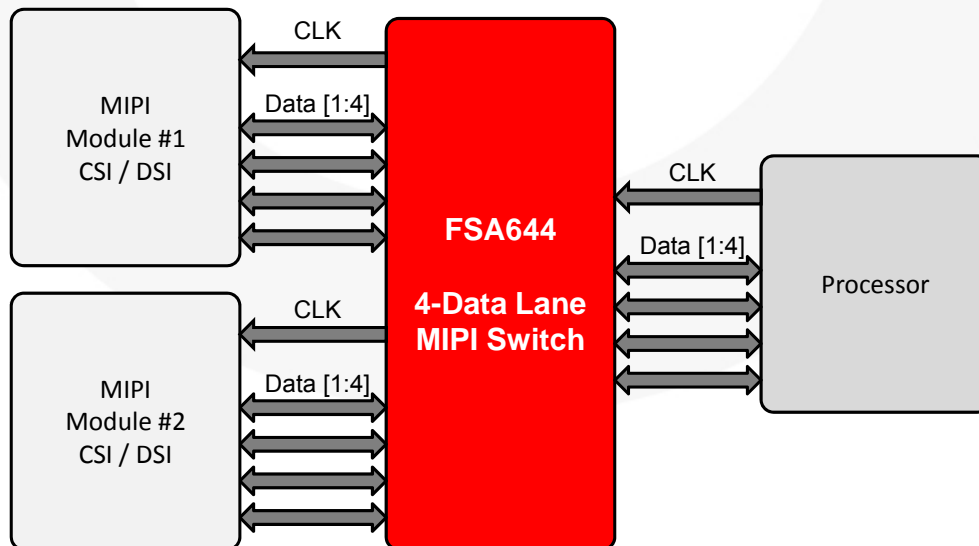 CLK
Data [1:4]
MIPI
Module #1
CSI / DSI
CLK
Data [1:4]
MIPI
Module #2
CSI / DSI
FSA644
4-Data Lane
MIPI Switch
CLK
Data [1:4]
Processor